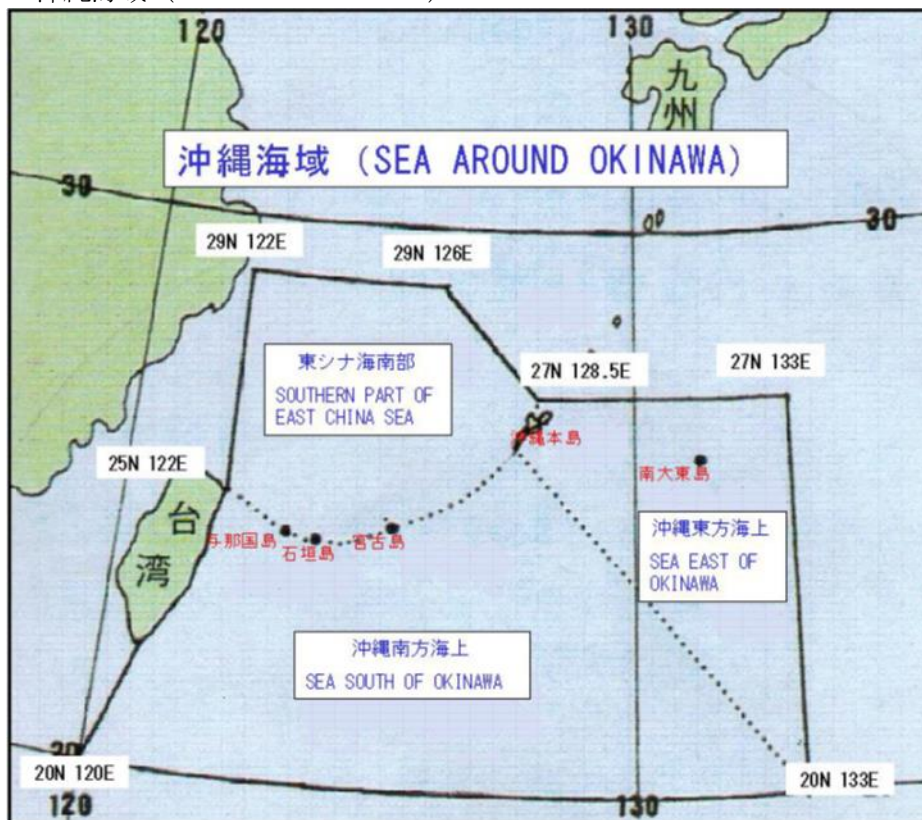 120
130
九州
沖縄海域 (SEA AROUND OKINAWA)
30
30
29N 122E
29N 126E
東シナ海南部
SOUTHERN PART OF
EAST CHINA SEA
27N 128.5E
27N 133E
沖縄本島
25N 122E
南大東島
台湾
与那国島
石垣島
宮古島
沖縄東方海上
SEA EAST OF
OKINAWA
沖縄南方海上
SEA SOUTH OF OKINAWA
20
20N 120E
20N 133E
120
130